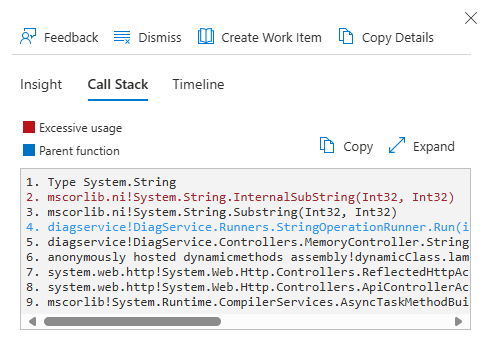 Feedback Dismiss Create Work Item Copy Details
Insight Call Stack Timeline
Excessive usage
Parent function
Copy Expand
1. Type System.String
2. mscorlib.ni!System.String.InternalSubString(Int32, Int32)
3. mscorlib.ni!System.String.Substring(Int32, Int32)
4. diagservice!DiagService.Runners.StringOperationRunner.Run(i
5. diagservice!DiagService.Controllers.MemoryController.String
6. anonymously hosted dynamicmethods assembly!dynamicClass.lam
7. system.web.http!System.Web.Http.Controllers.ReflectedHttpAc
8. system.web.http!System.Web.Http.Controllers.ApiControllerAc
9. mscorlib!System.Runtime.CompilerServices.AsyncTaskMethodBui